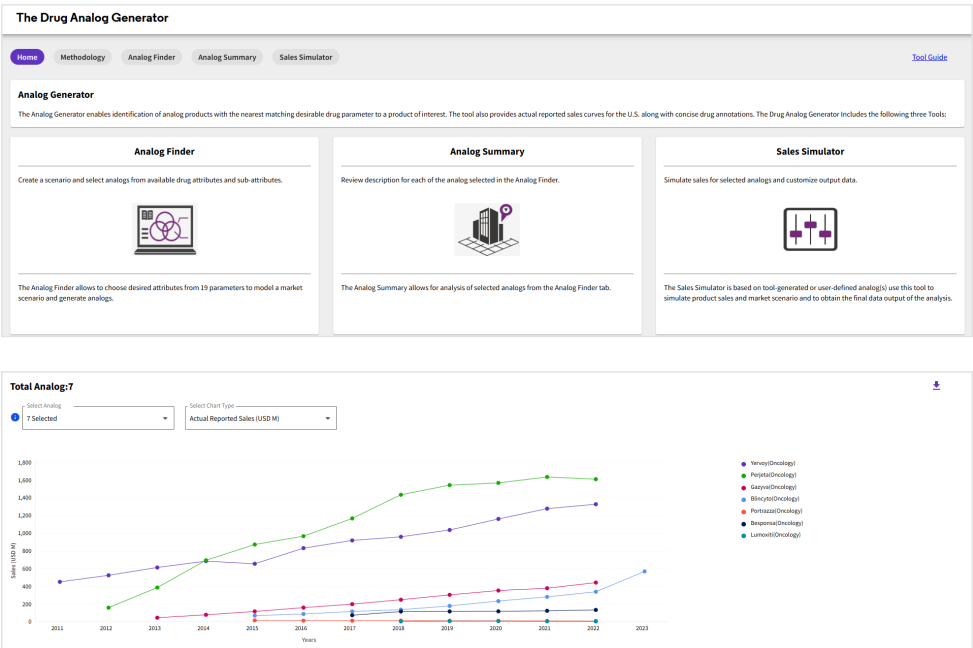 The Drug Analog Generator
Home
Methodology
Analog Finder
Analog Summary
Sales Simulator
Tool Guide
Analog Generator
The Analog Generator enables identification of analog products with the nearest matching desirable drug parameter to a product of interest. The tool also provides actual reported sales curves for the U.S. along with concise drug annotations. The Drug Analog Generator Includes the following three Tools:
Analog Finder
Create a scenario and select analogs from available drug attributes and sub-attributes.
The Analog Finder allows to choose desired attributes from 19 parameters to model a market
scenario and generate analogs.
Analog Summary
Review description for each of the analog selected in the Analog Finder.
The Analog Summary allows for analysis of selected analogs from the Analog Finder tab.
Sales Simulator
Simulate sales for selected analogs and customize output data.
The Sales Simulator is based on tool-generated or user-defined analog(s) use this tool to
simulate product sales and market scenario and to obtain the final data output of the analysis.
Total Analog:7
Select Analog
7 Selected
Select Chart Type
Actual Reported Sales (USD M)
1,800
1,600
1,400
1,200
1,000
800
600
400
200
0
Sales (USD M)
2011
2012
2013
2014
2015
2016
2017
2018
2019
2020
2021
2022
2023
Years
Yervoy(Oncology)
Perjeta(Oncology)
Gazyva(Oncology)
Blincyto(Oncology)
Portrazza(Oncology)
Besponsa(Oncology)
Lumoxiti(Oncology)